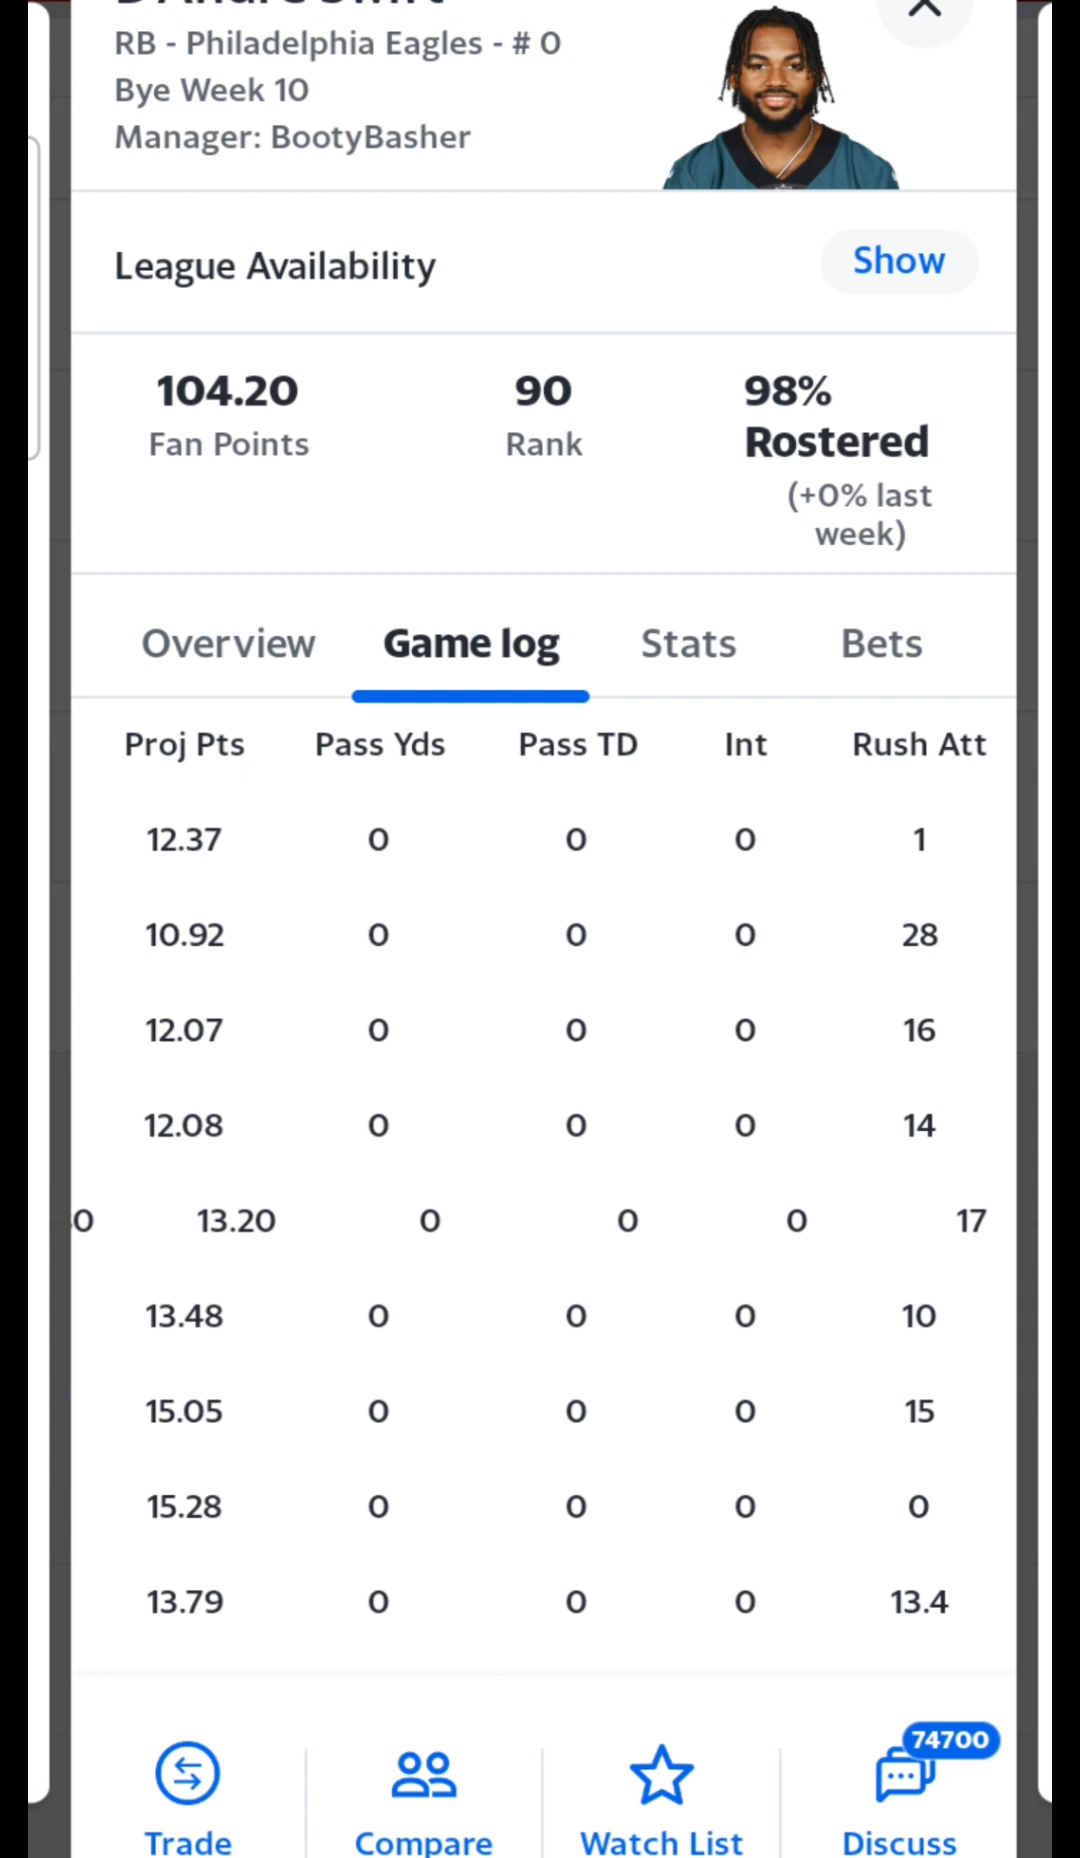 D'Andre Swift
RB - Philadelphia Eagles - # 0
Bye Week 10
Manager: BootyBasher
League Availability
Show
104.20 90 98%
Rostered
Fan Points Rank
(+0% last
week)
Overview Game log Stats Bets
Proj Pts Pass Yds Pass TD Int Rush Att
12.37 0 0 0 1
10.92 0 0 0 28
12.07 0 0 0 16
12.08 0 0 0 14
0 13.20 0 0 0 17
13.48 0 0 0 10
15.05 0 0 0 15
15.28 0 0 0 0
13.79 0 0 0 13.4
74700
Trade Compare Watch List Discuss